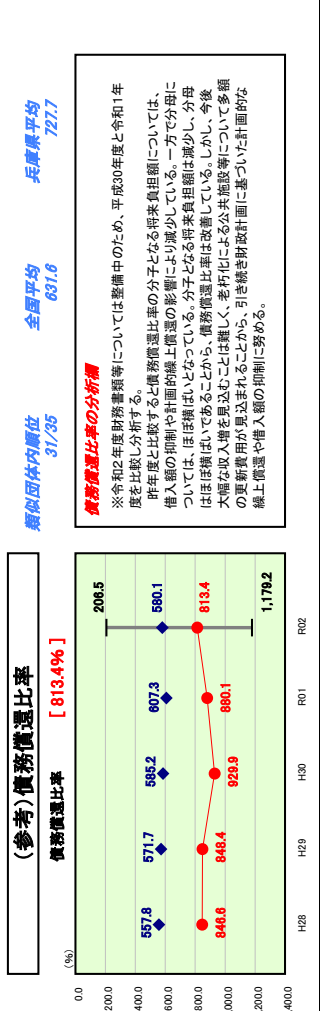 (参考)債務償還比率
債務償還比率
[ 813.4% ]
類似団体内順位
31/35
全国平均
631.6
兵庫県平均
727.7
(%)
0.0
200.0
400.0
600.0
800.0
000.0
200.0
400.0
557.8
571.7
585.2
607.3
580.1
846.6
848.4
929.9
880.1
813.4
206.5
1,179.2
H28
H29
H30
R01
R02
債務償還比率の分析欄
※令和2年度財務書類等については整備中のため、平成30年度と令和1年
度を比較し分析する。
昨年度と比較すると債務償還比率の分子となる将来負担額については、
借入額の抑制や計画的繰上償還の影響により減少している。一方で分母に
ついては、ほぼ横ばいとなっている。分子となる将来負担額は減少し、分母
はほぼ横ばいであることから、債務償還比率は改善している。しかし、今後
大幅な収入増を見込むことは難しく、老朽化による公共施設等について多額
の更新費用が見込まれることから、引き続き財政計画に基づいた計画的な
繰上償還や借入額の抑制に努める。